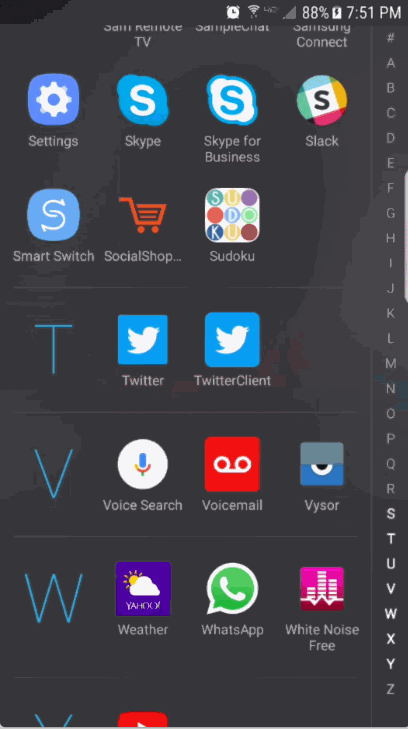 88% 7:51 PM
Sam Remote
TV
SampleChat
Samsung
Connect
#
A
B
C
D
E
F
G
H
I
J
K
L
M
N
O
P
Q
R
S
T
U
V
W
X
Y
Z
S
Settings
Skype
Skype for
Business
Slack
SUDOKU
Smart Switch
SocialShop...
Sudoku
T
Twitter
TwitterClient
V
Voice Search
Voicemail
Vysor
W
YAHOO!
Weather
WhatsApp
White Noise
Free